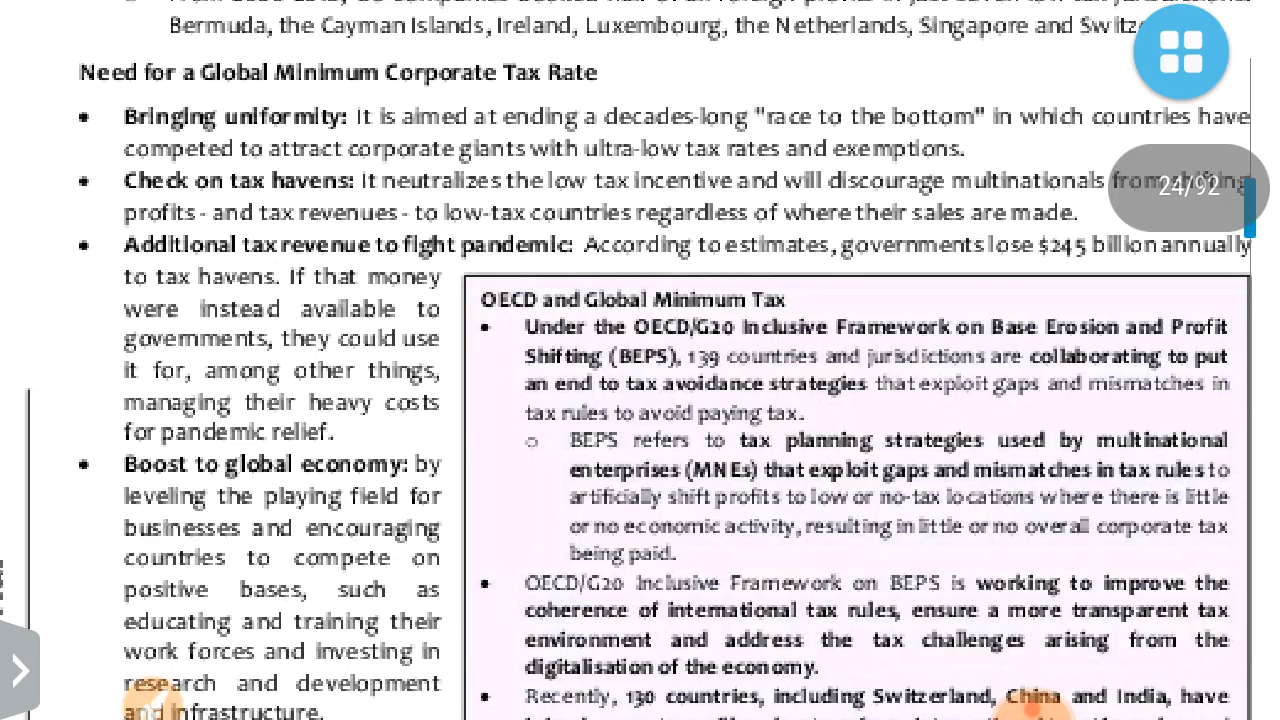 Bermuda, the Cayman Islands, Ireland, Luxembourg, the Netherlands, Singapore and
Need for a Global Minimum Corporate Tax Rate
• Bringing uniformity: It is aimed at ending a decades-long "race to the bottom" in which countries have
competed to attract corporate giants with ultra-low tax rates and exemptions.
• Check on tax havens: It neutralizes the low tax incentive and will discourage multinationals from shifting
24/92
profits - and tax revenues - to low-tax countries regardless of where their sales are made.
• Additional tax revenue to fight pandemic: According to estimates, governments lose $245 billion annually
to tax havens. If that money
were instead available to
governments, they could use
it for, among other things,
managing their heavy costs
for pandemic relief.
• Boost to global economy: by
leveling the playing field for
businesses and encouraging
countries to compete on
positive bases, such as
educating and training their
work forces and investing in
research and development
and infrastructure.
OECD and Global Minimum Tax
• Under the OECD/G20 Inclusive Framework on Base Erosion and Profit
Shifting (BEPS), 139 countries and jurisdictions are collaborating to put
an end to tax avoidance strategies that exploit gaps and mismatches in
tax rules to avoid paying tax.
o BEPS refers to tax planning strategies used by multinational
enterprises (MNEs) that exploit gaps and mismatches in tax rules to
artificially shift profits to low or no-tax locations where there is little
or no economic activity, resulting in little or no overall corporate tax
being paid.
• OECD/G20 Inclusive Framework on BEPS is working to improve the
coherence of international tax rules, ensure a more transparent tax
environment and address the tax challenges arising from the
digitalisation of the economy.
• Recently, 130 countries, including Switzerland, China and India, have